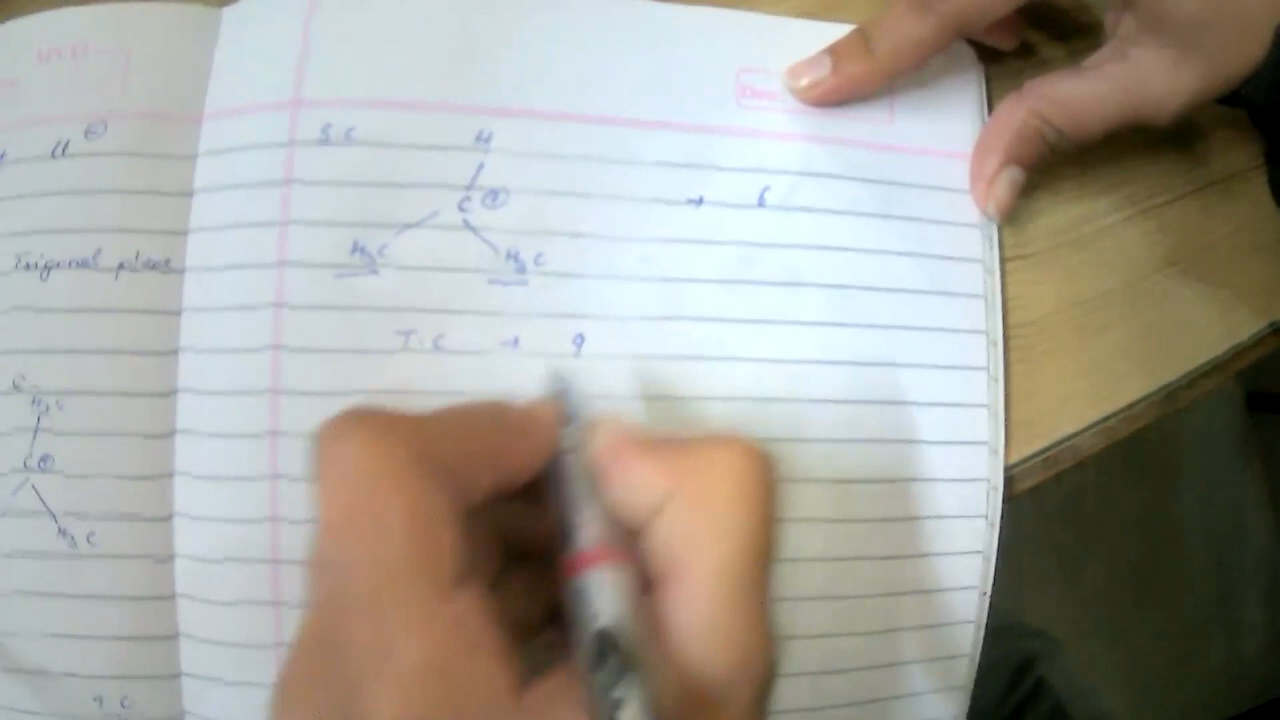 Trigonal plane
H₃C
C⊕
H₃C
S.C
H
C⊕
→ 6
H₃C
H₃C
T.C → 9